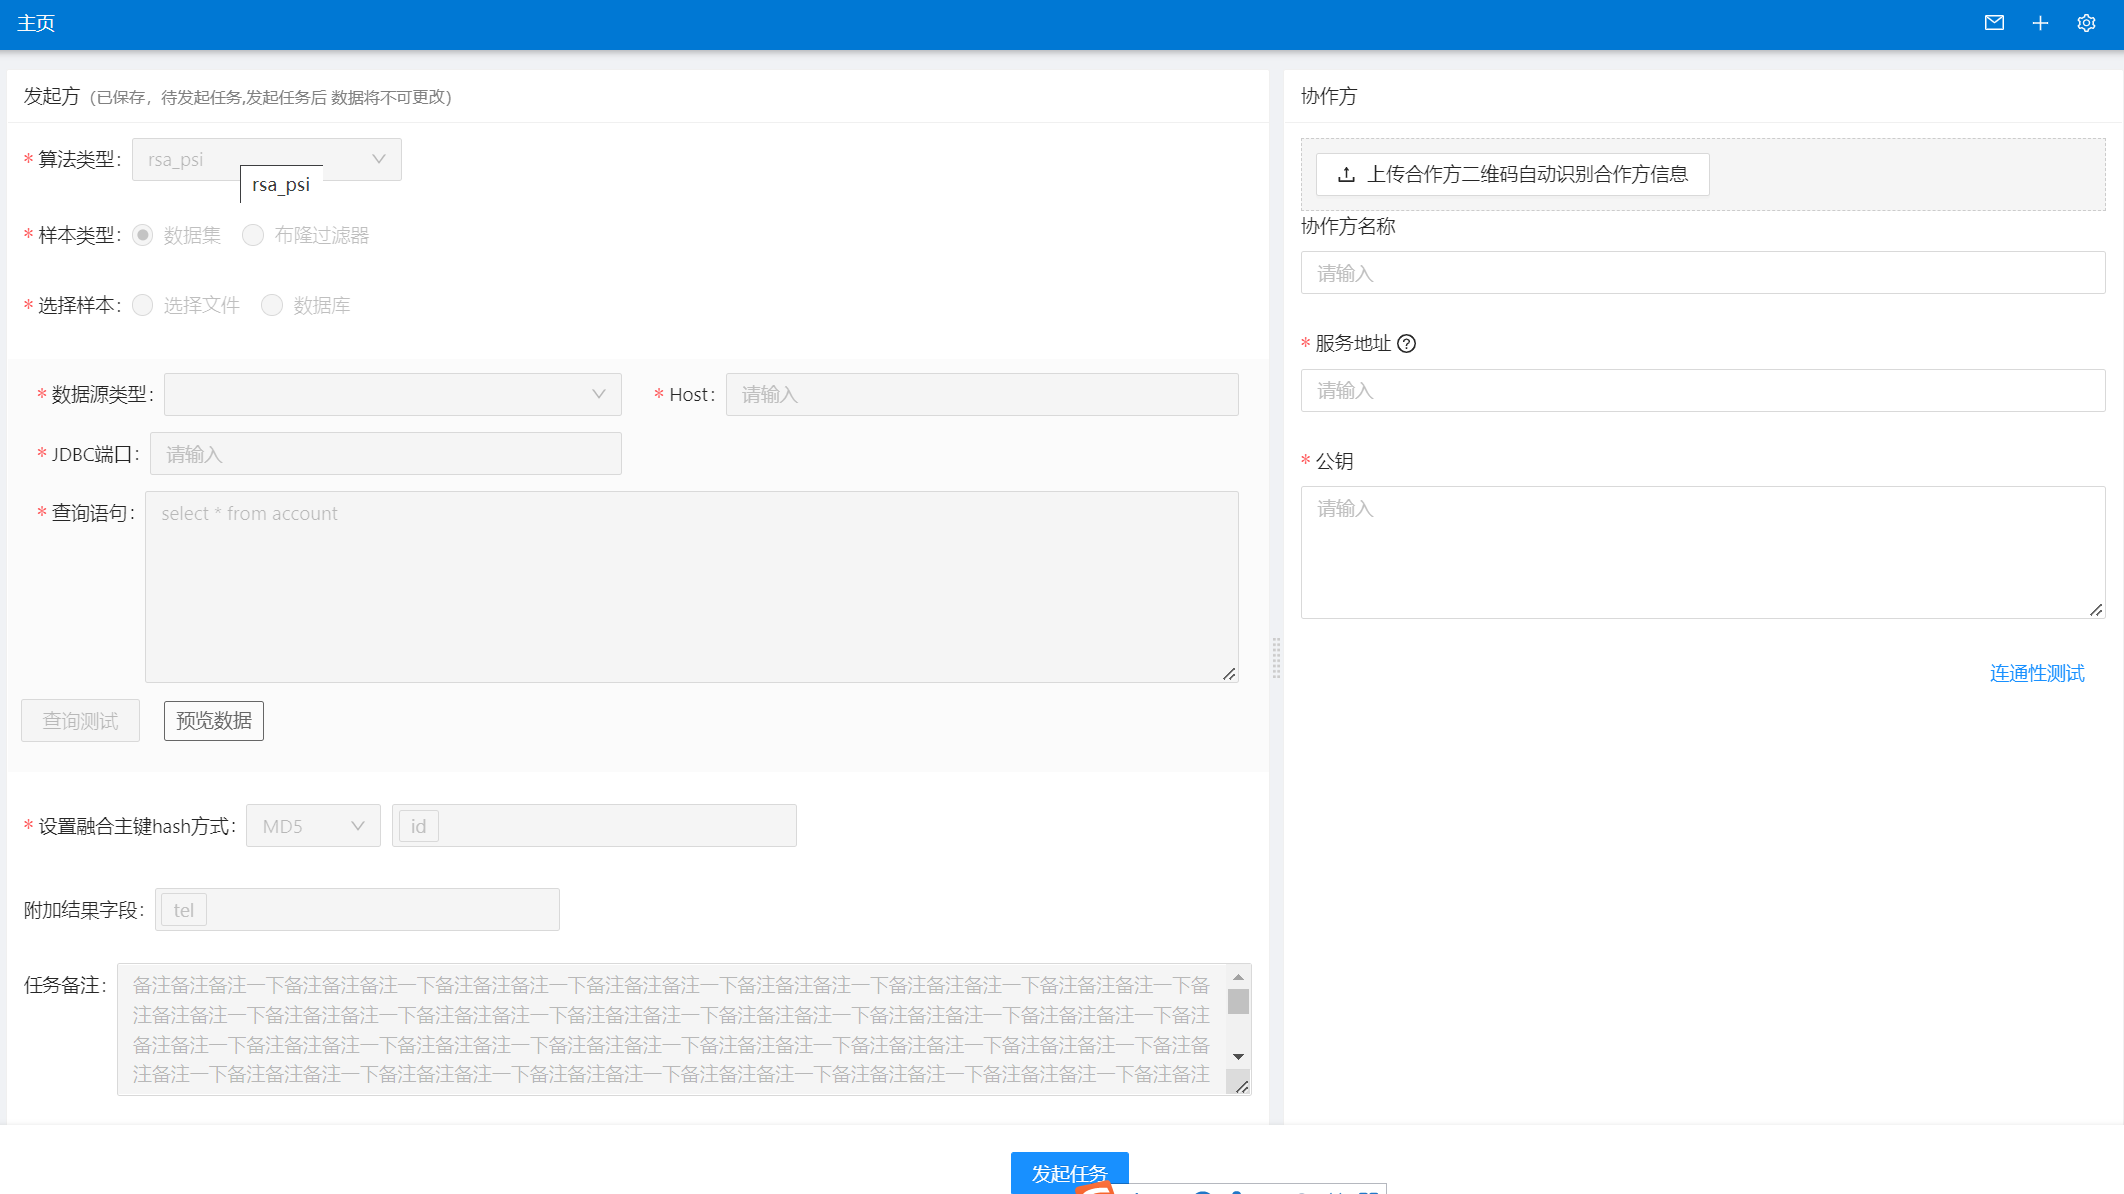 主页
发起方 (已保存，待发起任务,发起任务后 数据将不可更改)
* 算法类型: rsa_psi
rsa_psi
* 样本类型: 数据集 布隆过滤器
* 选择样本: 选择文件 数据库
* 数据源类型: * Host: 请输入
* JDBC端口: 请输入
* 查询语句: select * from account
查询测试 预览数据
* 设置融合主键hash方式: MD5 id
附加结果字段: tel
任务备注: 备注备注备注一下备注备注备注一下备注备注备注一下备注备注备注一下备注备注备注一下备注备注备注一下备注备注备注一下备
注备注备注一下备注备注备注一下备注备注备注一下备注备注备注一下备注备注备注一下备注备注备注一下备注备注备注一下备注
备注备注一下备注备注备注一下备注备注备注一下备注备注备注一下备注备注备注一下备注备注备注一下备注备注备注一下备注备
注备注一下备注备注备注一下备注备注备注一下备注备注备注一下备注备注备注一下备注备注备注一下备注备注备注一下备注备注
协作方
上传合作方二维码自动识别合作方信息
协作方名称
请输入
* 服务地址
请输入
* 公钥
请输入
连通性测试
发起任务